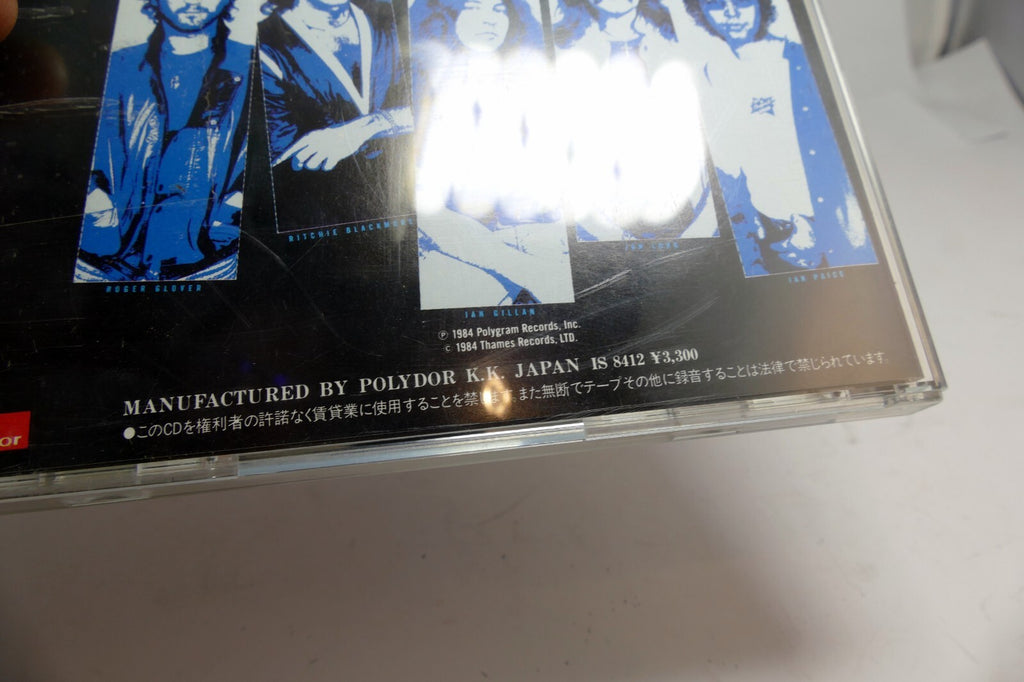 ROGER GLOVER
RITCHIE BLACKMORE
IAN GILLAN
JON LORD
IAN PAICE
Ⓟ 1984 Polygram Records, Inc.
© 1984 Thames Records, LTD.
MANUFACTURED BY POLYDOR K.K. JAPAN IS 8412 ¥3,300
●このCDを権利者の許諾なく賃貸業に使用することを禁じます。また無断でテープその他に録音することは法律で禁じられています。
or